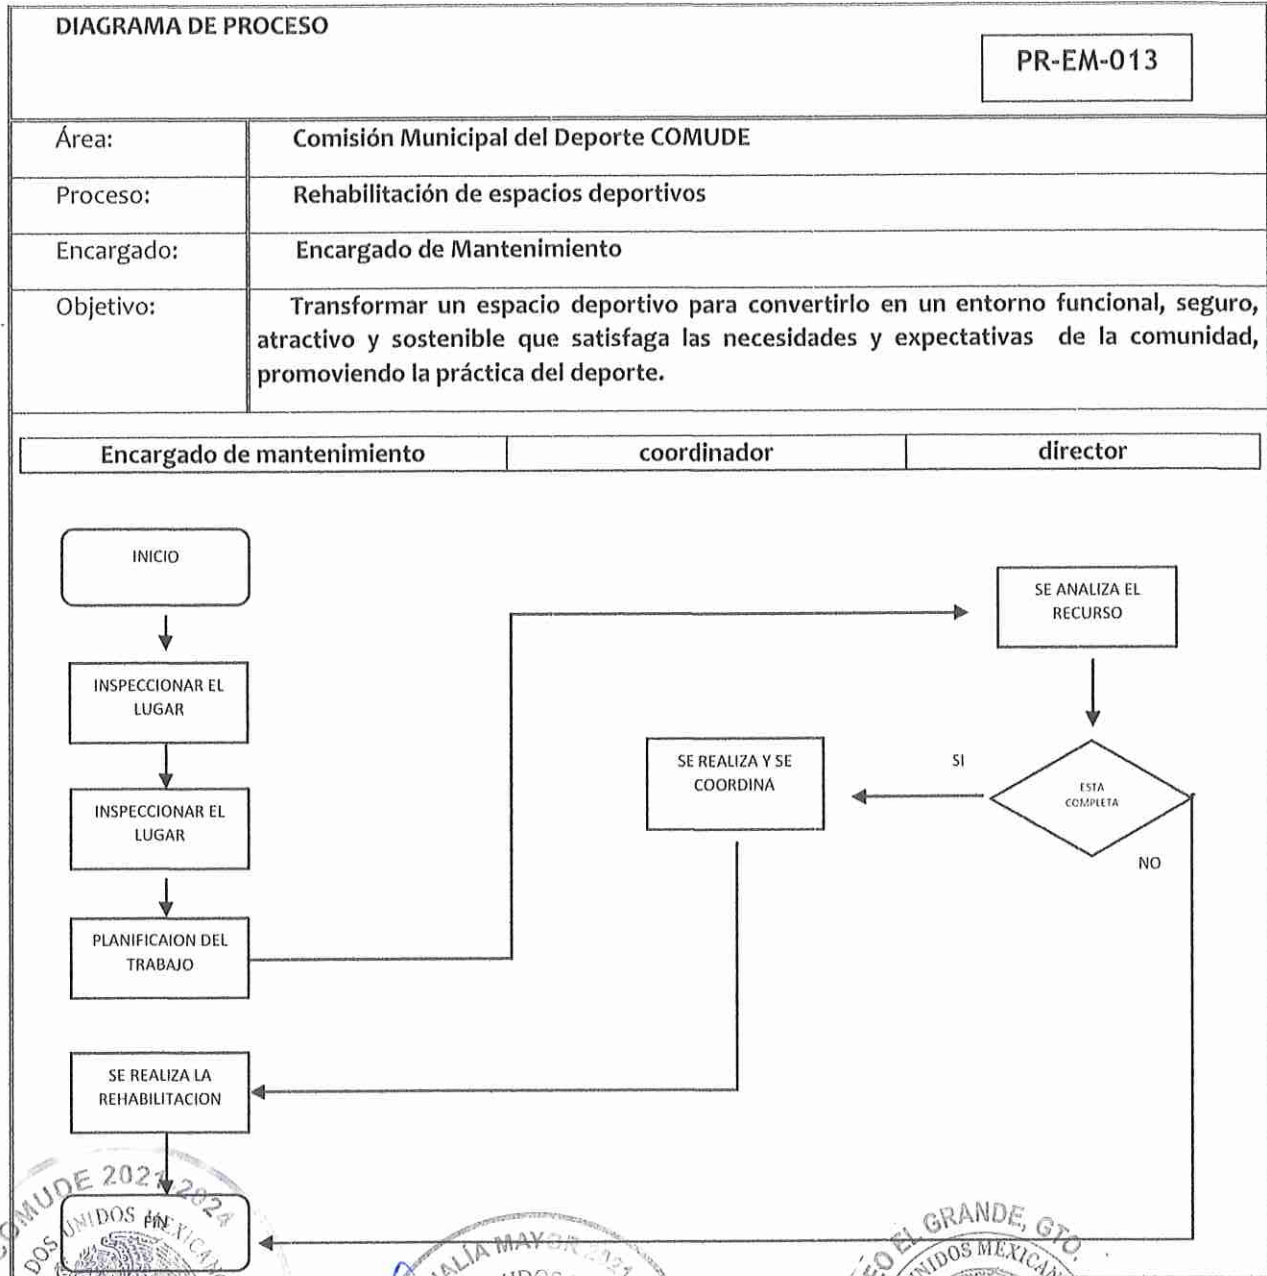 DIAGRAMA DE PROCESO
PR-EM-013
Área:
Comisión Municipal del Deporte COMUDE
Proceso:
Rehabilitación de espacios deportivos
Encargado:
Encargado de Mantenimiento
Objetivo:
Transformar un espacio deportivo para convertirlo en un entorno funcional, seguro,
atractivo y sostenible que satisfaga las necesidades y expectativas de la comunidad,
promoviendo la práctica del deporte.
Encargado de mantenimiento
coordinador
director
INICIO
INSPECCIONAR EL
LUGAR
INSPECCIONAR EL
LUGAR
PLANIFICAION DEL
TRABAJO
SE ANALIZA EL
RECURSO
ESTA
COMPLETA
SI
NO
SE REALIZA Y SE
COORDINA
SE REALIZA LA
REHABILITACION
FIN
COMUDE 2021-2024
UNIDOS MEXICAN
MAYOR
EL GRANDE, GTO.
UNIDOS MEXICAN